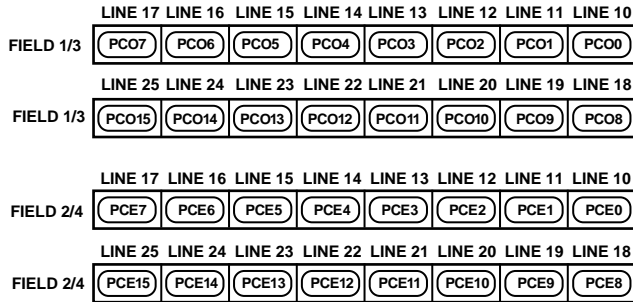 LINE 17 LINE 16 LINE 15 LINE 14 LINE 13 LINE 12 LINE 11 LINE 10
FIELD 1/3 PCO7 PCO6 PCO5 PCO4 PCO3 PCO2 PCO1 PCO0
LINE 25 LINE 24 LINE 23 LINE 22 LINE 21 LINE 20 LINE 19 LINE 18
FIELD 1/3 PCO15 PCO14 PCO13 PCO12 PCO11 PCO10 PCO9 PCO8
LINE 17 LINE 16 LINE 15 LINE 14 LINE 13 LINE 12 LINE 11 LINE 10
FIELD 2/4 PCE7 PCE6 PCE5 PCE4 PCE3 PCE2 PCE1 PCE0
LINE 25 LINE 24 LINE 23 LINE 22 LINE 21 LINE 20 LINE 19 LINE 18
FIELD 2/4 PCE15 PCE14 PCE13 PCE12 PCE11 PCE10 PCE9 PCE8